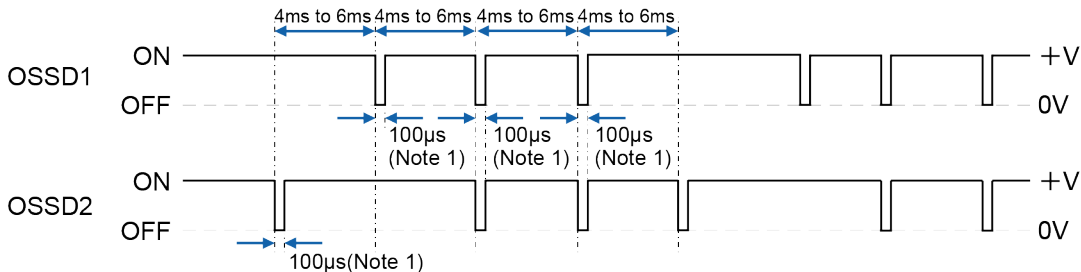 4ms to 6ms 4ms to 6ms 4ms to 6ms 4ms to 6ms
ON +V
OSSD1
OFF 0V
100μs 100μs 100μs
(Note 1) (Note 1) (Note 1)
ON +V
OSSD2
OFF 0V
100μs(Note 1)